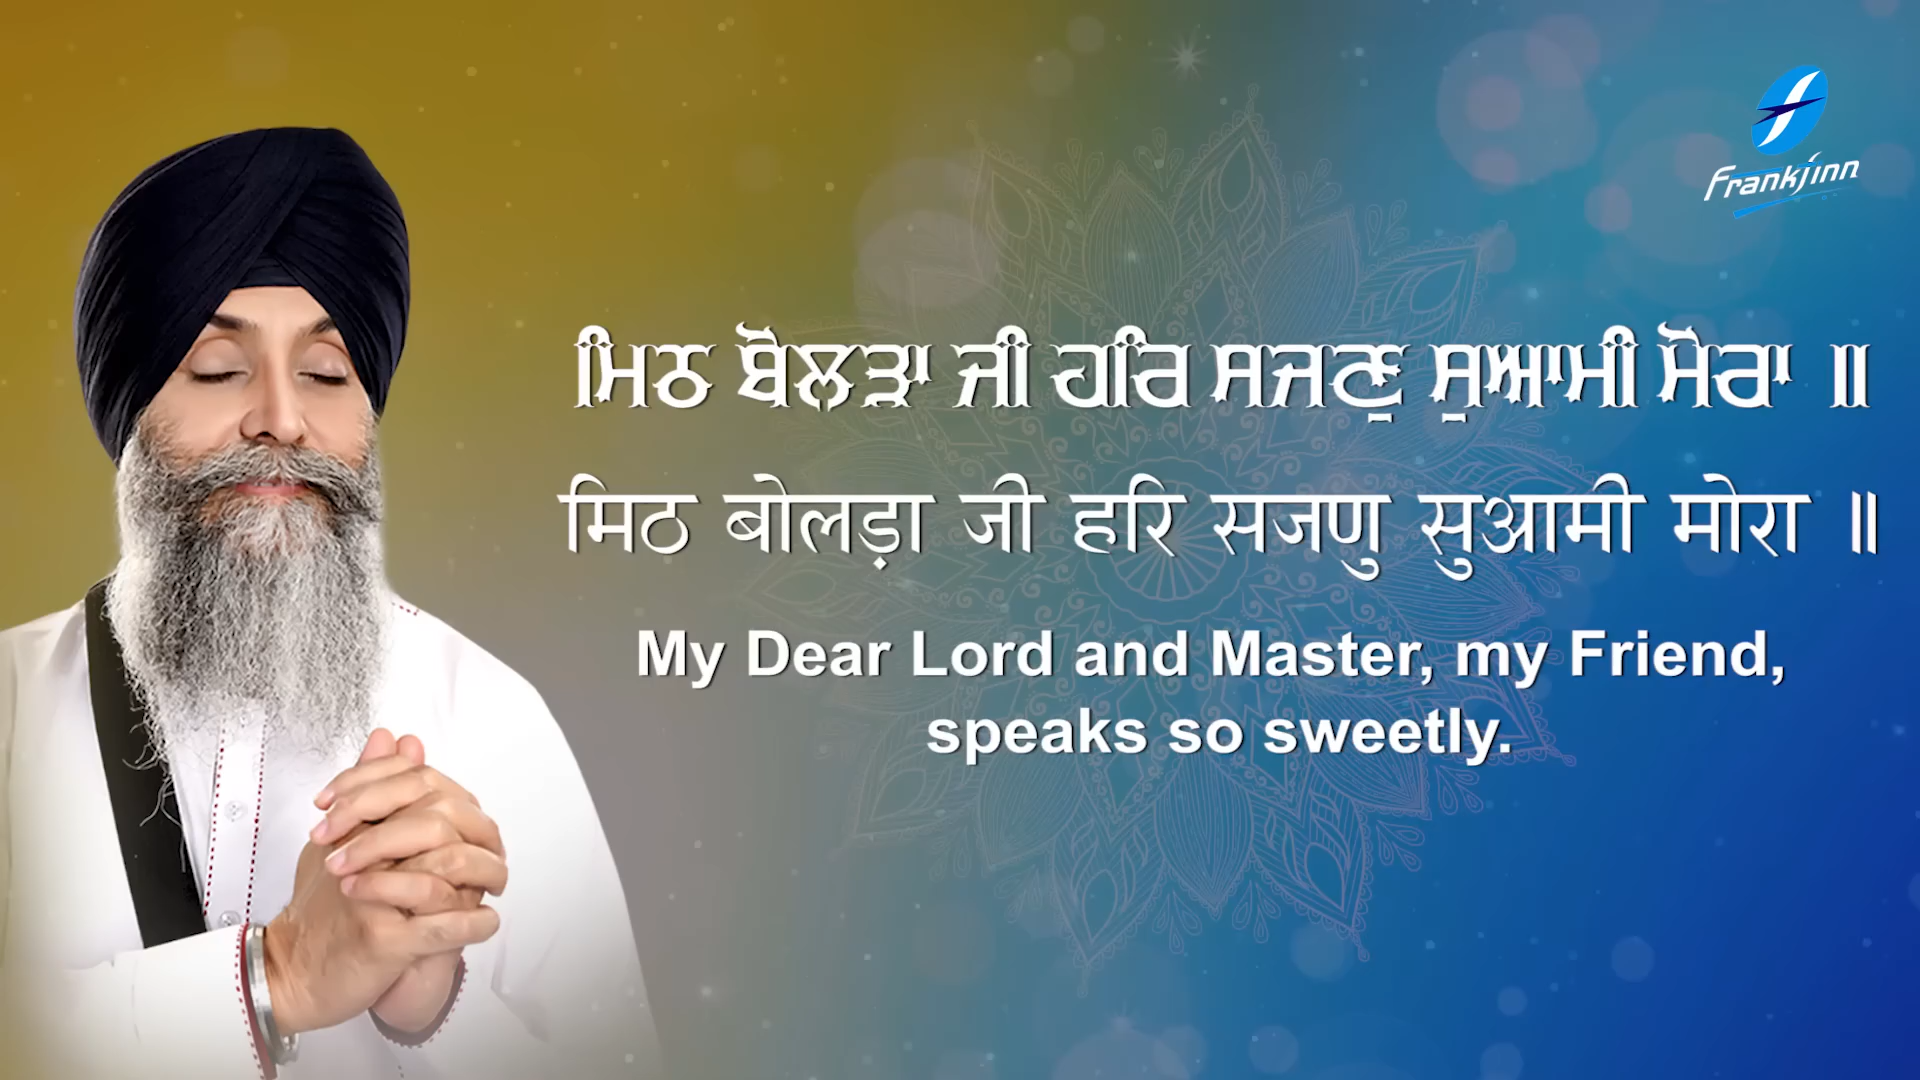 Frankfinn
ਮਿਠ ਬੋਲੜਾ ਜੀ ਹਰਿ ਸਜਣੁ ਸੁਆਮੀ ਮੋਰਾ ॥
मिठ बोलड़ा जी हरि सजणु सुआमी मोरा ॥
My Dear Lord and Master, my Friend,
speaks so sweetly.